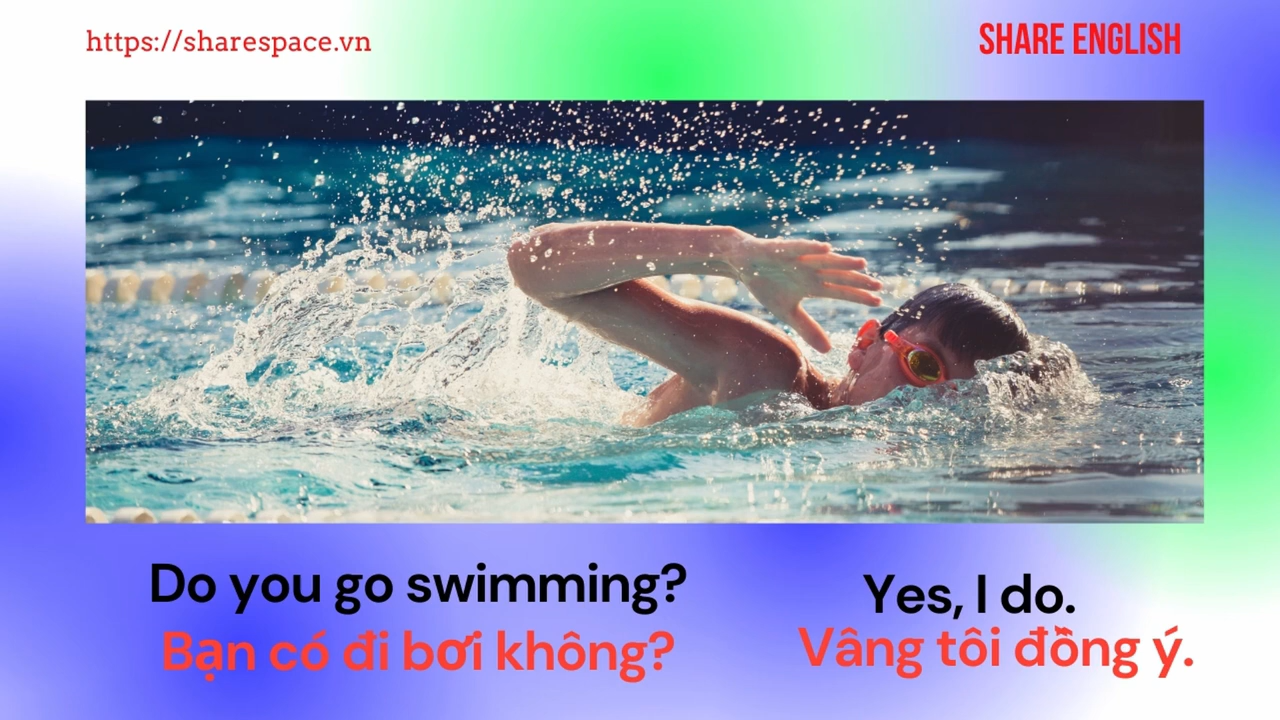 https://sharespace.vn
SHARE ENGLISH
Do you go swimming?
Bạn có đi bơi không?
Yes, I do.
Vâng tôi đồng ý.